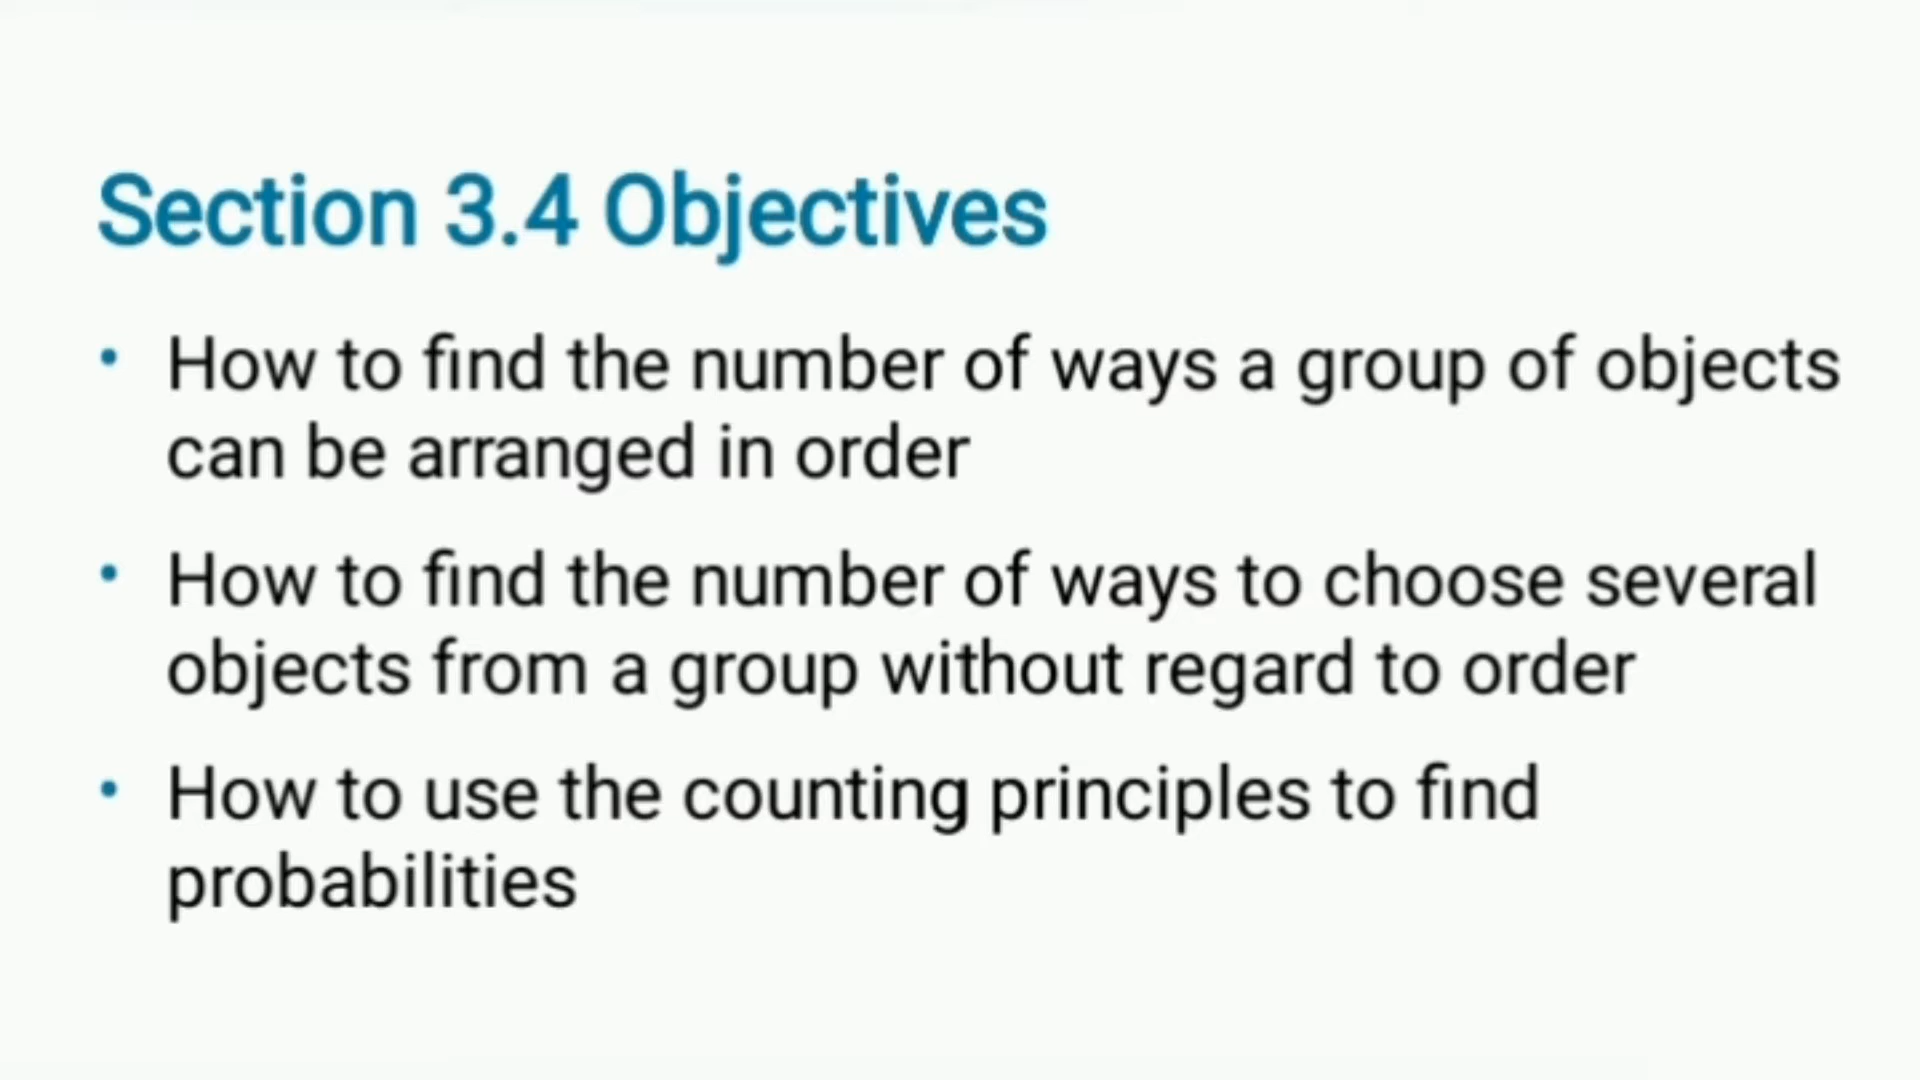 Section 3.4 Objectives
• How to find the number of ways a group of objects
can be arranged in order
• How to find the number of ways to choose several
objects from a group without regard to order
• How to use the counting principles to find
probabilities